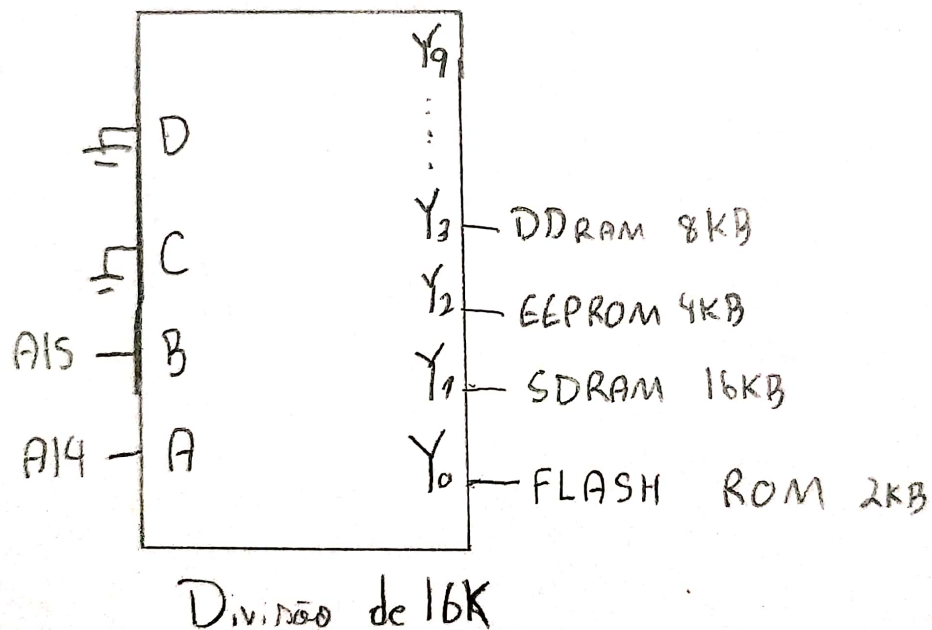 Y9
D
Y3 DDRAM 8KB
C
Y2 EEPROM 4KB
A15 B Y1 SDRAM 16KB
A14 A Y0 FLASH ROM 2KB
Divisão de 16K